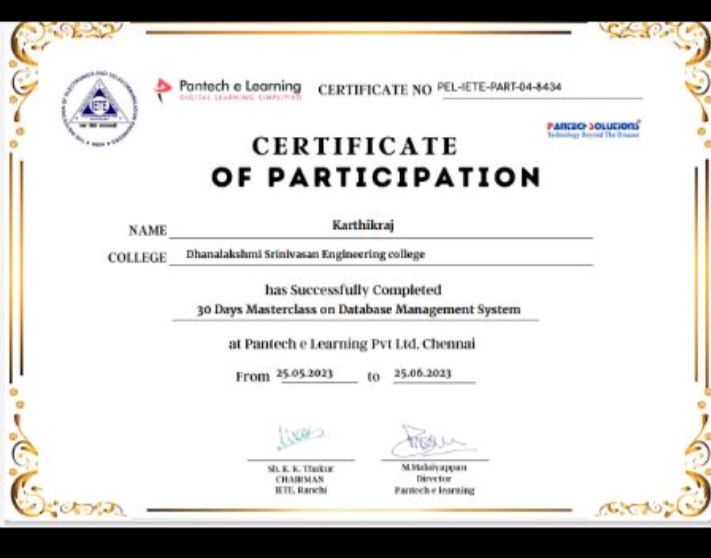 IETE
Pantech e Learning
DIGITAL LEARNING SIMPLIFIED
CERTIFICATE NO PEL-IETE-PART-04-8434
PANTECH SOLUTIONS
Technology Beyond The Dreams
CERTIFICATE
OF PARTICIPATION
NAME Karthikraj
COLLEGE Dhanalakshmi Srinivasan Engineering college
has Successfully Completed
30 Days Masterclass on Database Management System
at Pantech e Learning Pvt Ltd, Chennai
From 25.05.2023 to 25.06.2023
Sh. K. K. Thakur M.Malaiyappan
CHAIRMAN Director
IETE, Ranchi Pantech e learning